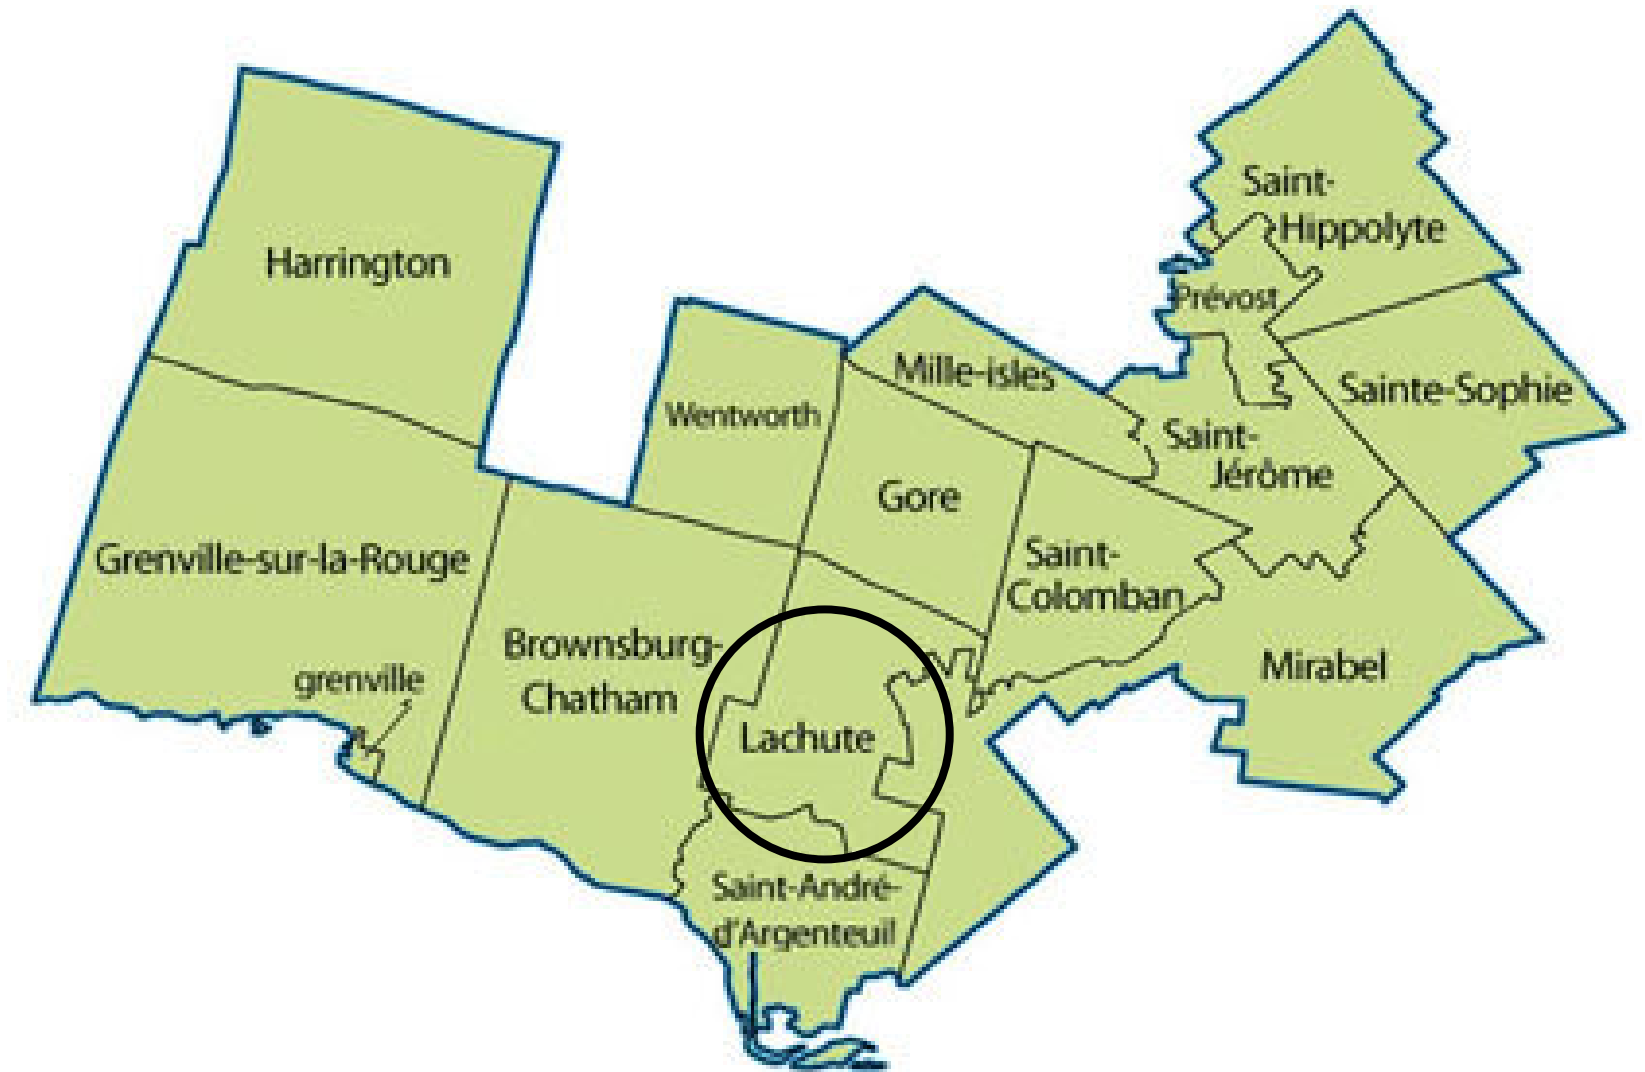 Saint-
Hippolyte
Harrington
Prévost
Mille-isles
Sainte-Sophie
Wentworth
Saint-
Jérôme
Gore
Grenville-sur-la-Rouge
Saint-
Colomban
Brownsburg-
Chatham
Mirabel
grenville
Lachute
Saint-André-
d'Argenteuil